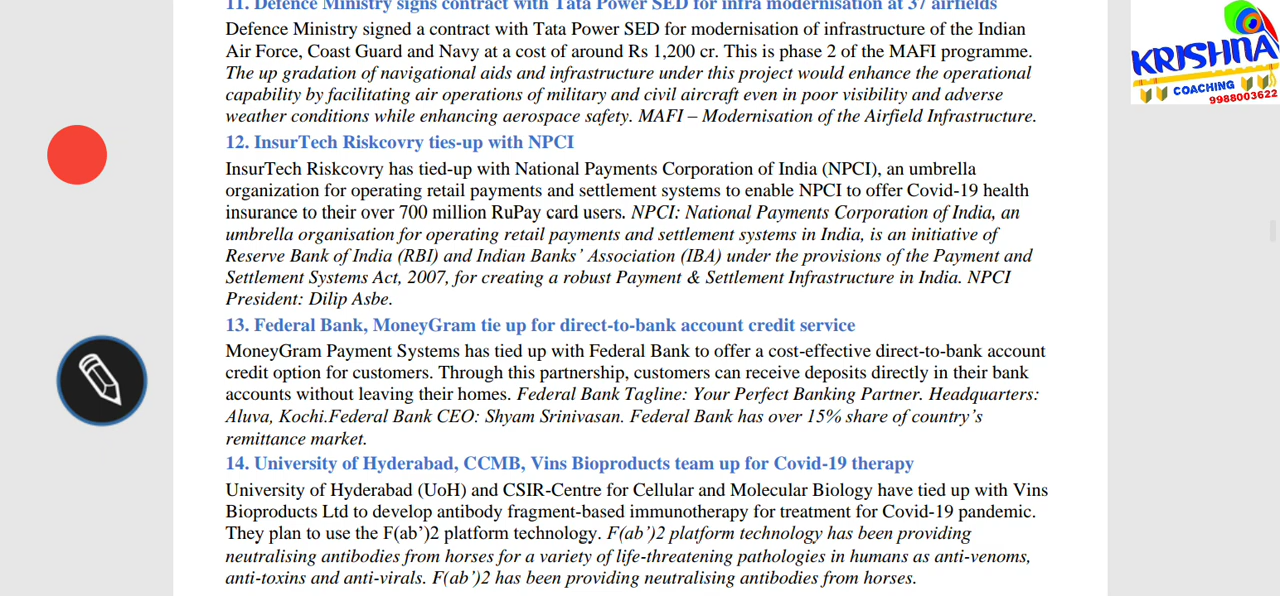 11. Defence Ministry signs contract with Tata Power SED for infra modernisation at 37 airfields
Defence Ministry signed a contract with Tata Power SED for modernisation of infrastructure of the Indian
Air Force, Coast Guard and Navy at a cost of around Rs 1,200 cr. This is phase 2 of the MAFI programme.
The up gradation of navigational aids and infrastructure under this project would enhance the operational
capability by facilitating air operations of military and civil aircraft even in poor visibility and adverse
weather conditions while enhancing aerospace safety. MAFI – Modernisation of the Airfield Infrastructure.
12. InsurTech Riskcovry ties-up with NPCI
InsurTech Riskcovry has tied-up with National Payments Corporation of India (NPCI), an umbrella
organization for operating retail payments and settlement systems to enable NPCI to offer Covid-19 health
insurance to their over 700 million RuPay card users. NPCI: National Payments Corporation of India, an
umbrella organisation for operating retail payments and settlement systems in India, is an initiative of
Reserve Bank of India (RBI) and Indian Banks’ Association (IBA) under the provisions of the Payment and
Settlement Systems Act, 2007, for creating a robust Payment & Settlement Infrastructure in India. NPCI
President: Dilip Asbe.
13. Federal Bank, MoneyGram tie up for direct-to-bank account credit service
MoneyGram Payment Systems has tied up with Federal Bank to offer a cost-effective direct-to-bank account
credit option for customers. Through this partnership, customers can receive deposits directly in their bank
accounts without leaving their homes. Federal Bank Tagline: Your Perfect Banking Partner. Headquarters:
Aluva, Kochi.Federal Bank CEO: Shyam Srinivasan. Federal Bank has over 15% share of country’s
remittance market.
14. University of Hyderabad, CCMB, Vins Bioproducts team up for Covid-19 therapy
University of Hyderabad (UoH) and CSIR-Centre for Cellular and Molecular Biology have tied up with Vins
Bioproducts Ltd to develop antibody fragment-based immunotherapy for treatment for Covid-19 pandemic.
They plan to use the F(ab’)2 platform technology. F(ab’)2 platform technology has been providing
neutralising antibodies from horses for a variety of life-threatening pathologies in humans as anti-venoms,
anti-toxins and anti-virals. F(ab’)2 has been providing neutralising antibodies from horses.
KRISHNA
COACHING
9988003622